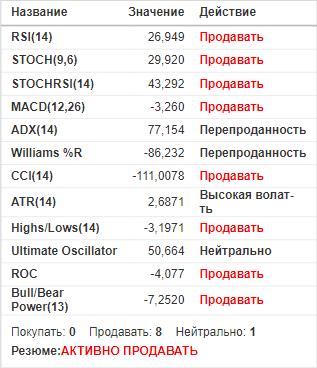 Название Значение Действие
RSI(14) 26,949 Продавать
STOCH(9,6) 29,920 Продавать
STOCHRSI(14) 43,292 Продавать
MACD(12,26) -3,260 Продавать
ADX(14) 77,154 Перепроданность
Williams %R -86,232 Перепроданность
CCI(14) -111,0078 Продавать
ATR(14) 2,6871 Высокая волат-
ть
Highs/Lows(14) -3,1971 Продавать
Ultimate Oscillator 50,664 Нейтрально
ROC -4,077 Продавать
Bull/Bear
Power(13) -7,2520 Продавать
Покупать: 0 Продавать: 8 Нейтрально: 1
Резюме:АКТИВНО ПРОДАВАТЬ